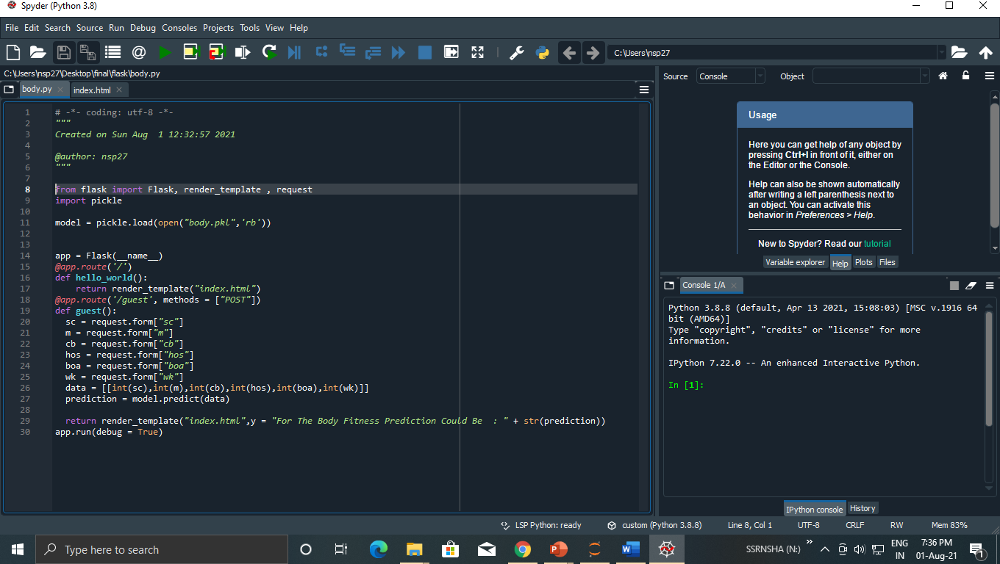 Spyder (Python 3.8)
File Edit Search Source Run Debug Consoles Projects Tools View Help
C:\Users\nsp27
C:\Users\nsp27\Desktop\final\flask\body.py
body.py
index.html
1 # -*- coding: utf-8 -*-
2 """
3 Created on Sun Aug  1 12:32:57 2021
4
5 @author: nsp27
6 """
7
8 from flask import Flask, render_template , request
9 import pickle
10
11 model = pickle.load(open("body.pkl",'rb'))
12
13
14 app = Flask(__name__)
15 @app.route('/')
16 def hello_world():
17     return render_template("index.html")
18 @app.route('/guest', methods = ["POST"])
19 def guest():
20   sc = request.form["sc"]
21   m = request.form["m"]
22   cb = request.form["cb"]
23   hos = request.form["hos"]
24   boa = request.form["boa"]
25   wk = request.form["wk"]
26   data = [[int(sc),int(m),int(cb),int(hos),int(boa),int(wk)]]
27   prediction = model.predict(data)
28
29   return render_template("index.html",y = "For The Body Fitness Prediction Could Be  : " + str(prediction))
30 app.run(debug = True)
Source Console Object
Usage
Here you can get help of any object by
pressing Ctrl+I in front of it, either on
the Editor or the Console.
Help can also be shown automatically
after writing a left parenthesis next to
an object. You can activate this
behavior in Preferences > Help.
New to Spyder? Read our tutorial
Variable explorer Help Plots Files
Console 1/A
Python 3.8.8 (default, Apr 13 2021, 15:08:03) [MSC v.1916 64
bit (AMD64)]
Type "copyright", "credits" or "license" for more
information.
IPython 7.22.0 -- An enhanced Interactive Python.
In [1]:
IPython console History
LSP Python: ready custom (Python 3.8.8) Line 8, Col 1 UTF-8 CRLF RW Mem 83%
Type here to search
SSRNSHA (N:)
ENG
IN
7:36 PM
01-Aug-21
1